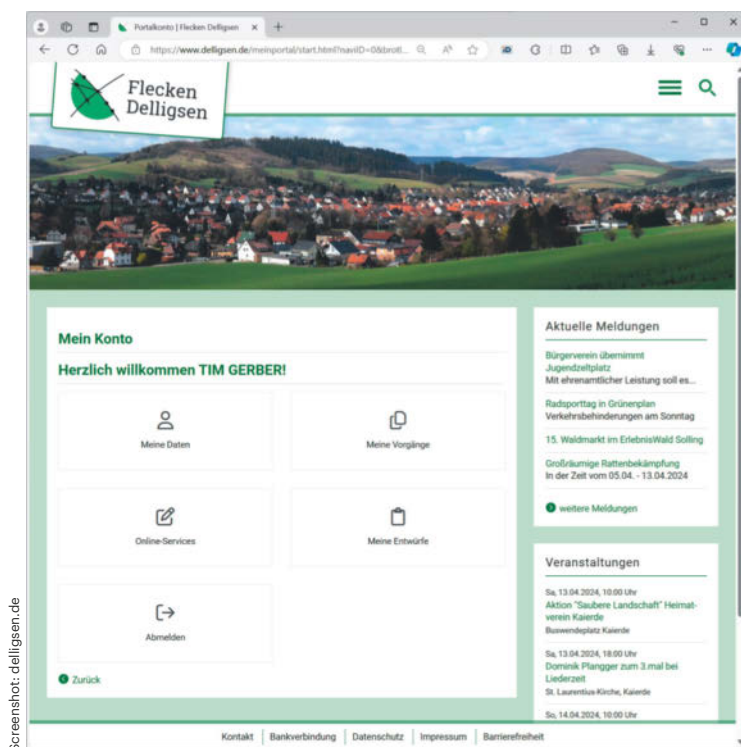 Portalkonto | Flecken Delligsen
https://www.delligsen.de/meinportal/start.html?naviID=0&brotl...
Flecken
Delligsen
Mein Konto
Herzlich willkommen TIM GERBER!
Meine Daten
Meine Vorgänge
Online-Services
Meine Entwürfe
Abmelden
Zurück
Aktuelle Meldungen
Bürgerverein übernimmt
Jugendzeltplatz
Mit ehrenamtlicher Leistung soll es...
Radsporttag in Grünenplan
Verkehrsbehinderungen am Sonntag
15. Waldmarkt im ErlebnisWald Solling
Großräumige Rattenbekämpfung
In der Zeit vom 05.04. - 13.04.2024
weitere Meldungen
Veranstaltungen
Sa, 13.04.2024, 10:00 Uhr
Aktion "Saubere Landschaft" Heimat-
verein Kaierde
Buswendeplatz Kaierde
Sa, 13.04.2024, 18:00 Uhr
Dominik Plangger zum 3.mal bei
Liederzeit
St. Laurentius-Kirche, Kaierde
So, 14.04.2024, 10:00 Uhr
Kontakt | Bankverbindung | Datenschutz | Impressum | Barrierefreiheit
Screenshot: delligsen.de